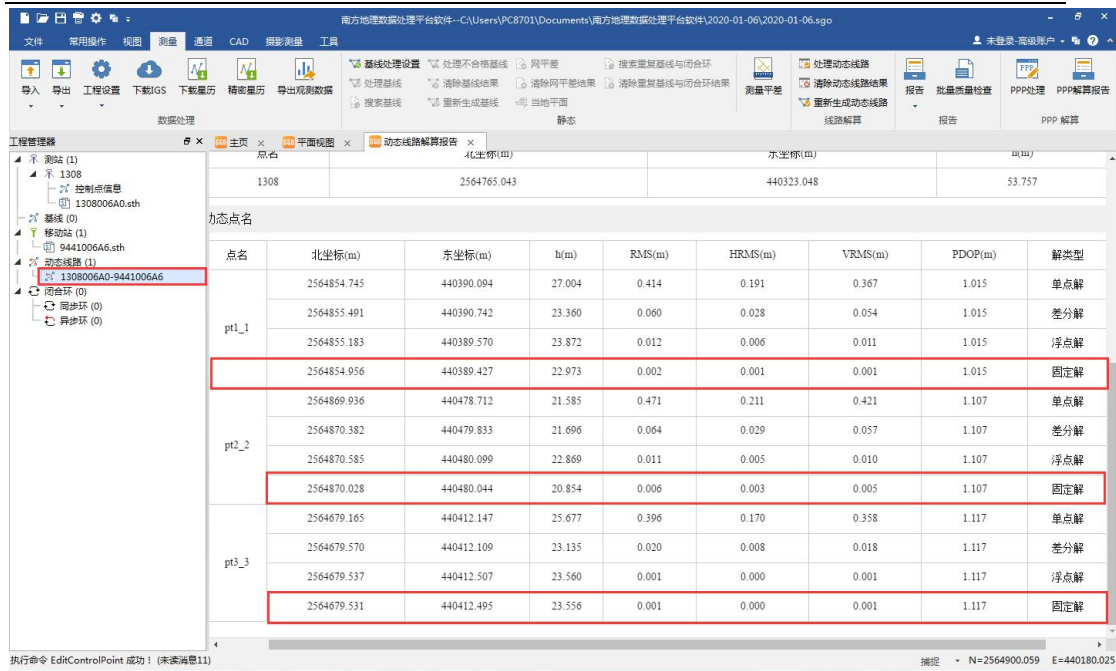 南方地理数据处理平台软件--C:\Users\PC8701\Documents\南方地理数据处理平台软件\2020-01-06\2020-01-06.sgo
文件 常用操作 视图 测量 通道 CAD 摄影测量 工具 未登录-高级账户
导入 导出 工程设置 下载IGS 下载星历 精密星历 导出观测数据
数据处理
基线处理设置 处理不合格基线 网平差 搜索重复基线与闭合环
处理基线 清除基线结果 清除网平差结果 清除重复基线与闭合环结果
搜索基线 重新生成基线 当地平面
测量平差
静态
处理动态线路
清除动态线路结果
重新生成动态线路
线路解算
报告 批量质量检查
报告
PPP处理 PPP解算报告
PPP 解算
工程管理器
主页 平面视图 动态线路解算报告
测站 (1)
1308
控制点信息
1308006A0.sth
基线 (0)
移动站 (1)
9441006A6.sth
动态线路 (1)
1308006A0-9441006A6
闭合环 (0)
同步环 (0)
异步环 (0)
点名 北坐标(m) 东坐标(m) h(m)
1308 2564765.043 440323.048 53.757
动态点名
点名 北坐标(m) 东坐标(m) h(m) RMS(m) HRMS(m) VRMS(m) PDOP(m) 解类型
pt1_1
2564854.745 440390.094 27.004 0.414 0.191 0.367 1.015 单点解
2564855.491 440390.742 23.360 0.060 0.028 0.054 1.015 差分解
2564855.183 440389.570 23.872 0.012 0.006 0.011 1.015 浮点解
2564854.956 440389.427 22.973 0.002 0.001 0.001 1.015 固定解
pt2_2
2564869.936 440478.712 21.585 0.471 0.211 0.421 1.107 单点解
2564870.382 440479.833 21.696 0.064 0.029 0.057 1.107 差分解
2564870.585 440480.099 22.869 0.011 0.005 0.010 1.107 浮点解
2564870.028 440480.044 20.854 0.006 0.003 0.005 1.107 固定解
pt3_3
2564679.165 440412.147 25.677 0.396 0.170 0.358 1.117 单点解
2564679.570 440412.109 23.135 0.020 0.008 0.018 1.117 差分解
2564679.537 440412.507 23.560 0.001 0.000 0.001 1.117 浮点解
2564679.531 440412.495 23.556 0.001 0.000 0.001 1.117 固定解
执行命令 EditControlPoint 成功！ (未读消息11) 捕捉 N=2564900.059 E=440180.025